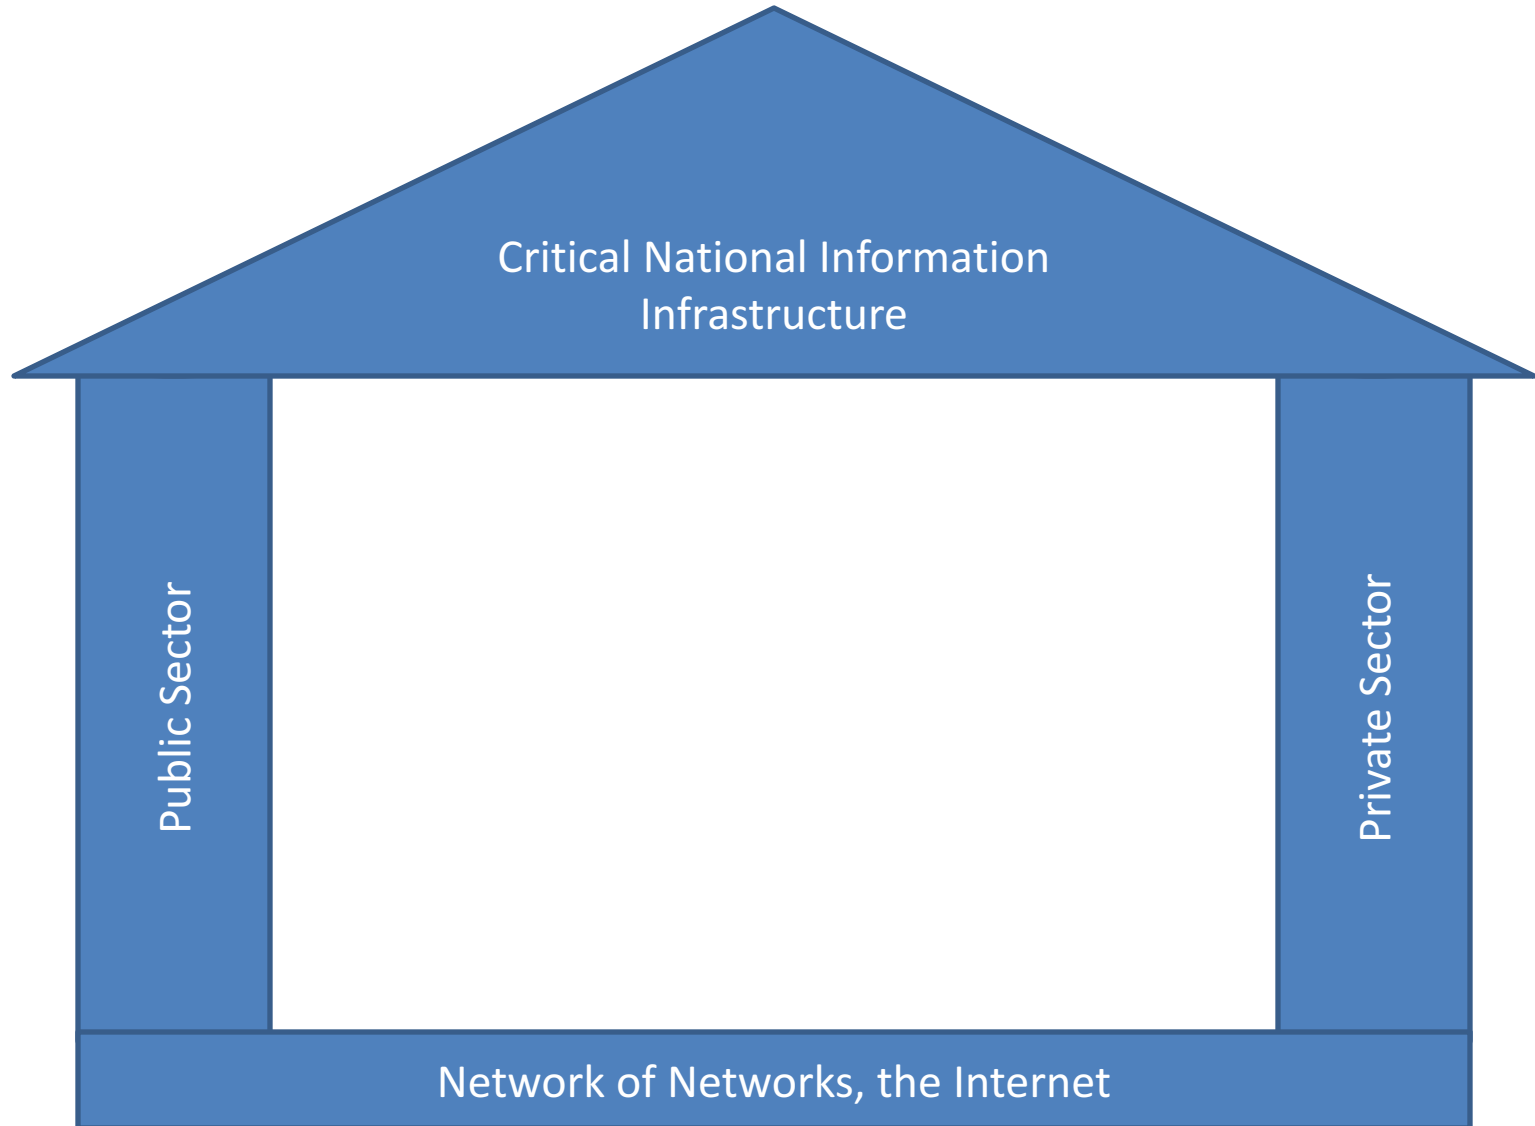 Critical National Information
Infrastructure
Public Sector
Private Sector
Network of Networks, the Internet